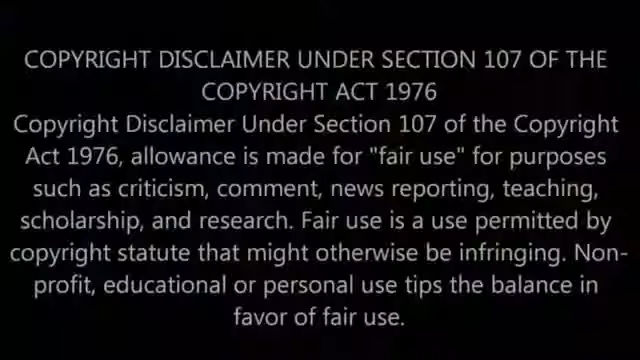 COPYRIGHT DISCLAIMER UNDER SECTION 107 OF THE
COPYRIGHT ACT 1976
Copyright Disclaimer Under Section 107 of the Copyright
Act 1976, allowance is made for "fair use" for purposes
such as criticism, comment, news reporting, teaching,
scholarship, and research. Fair use is a use permitted by
copyright statute that might otherwise be infringing. Non-
profit, educational or personal use tips the balance in
favor of fair use.